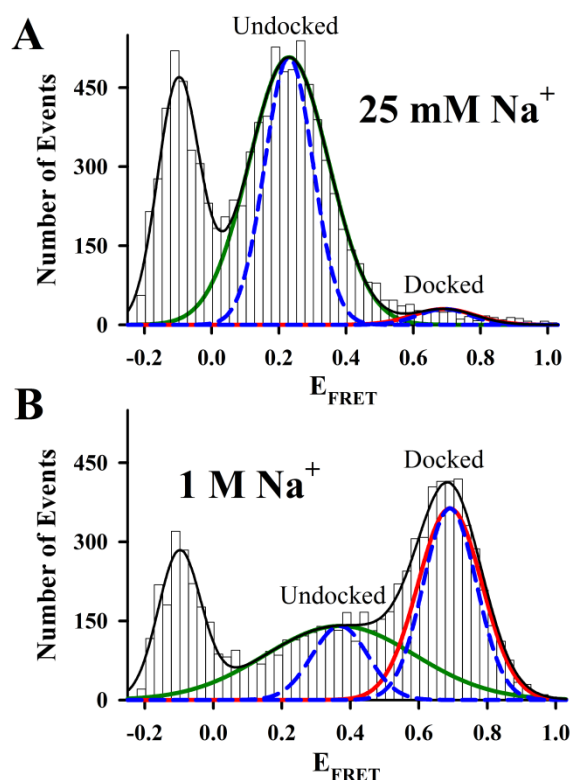 A
Undocked
25 mM Na⁺
Docked
Number of Events
450
300
150
0
-0.2 0.0 0.2 0.4 0.6 0.8 1.0
E_FRET
B
Docked
1 M Na⁺
Undocked
Number of Events
450
300
150
0
-0.2 0.0 0.2 0.4 0.6 0.8 1.0
E_FRET